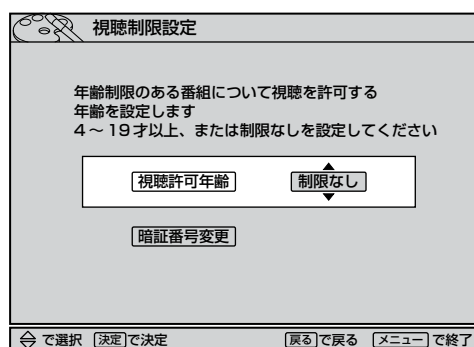 視聴制限設定
年齢制限のある番組について視聴を許可する
年齢を設定します
4～19才以上、または制限なしを設定してください
視聴許可年齢 制限なし
暗証番号変更
で選択 決定で決定 戻るで戻る メニューで終了